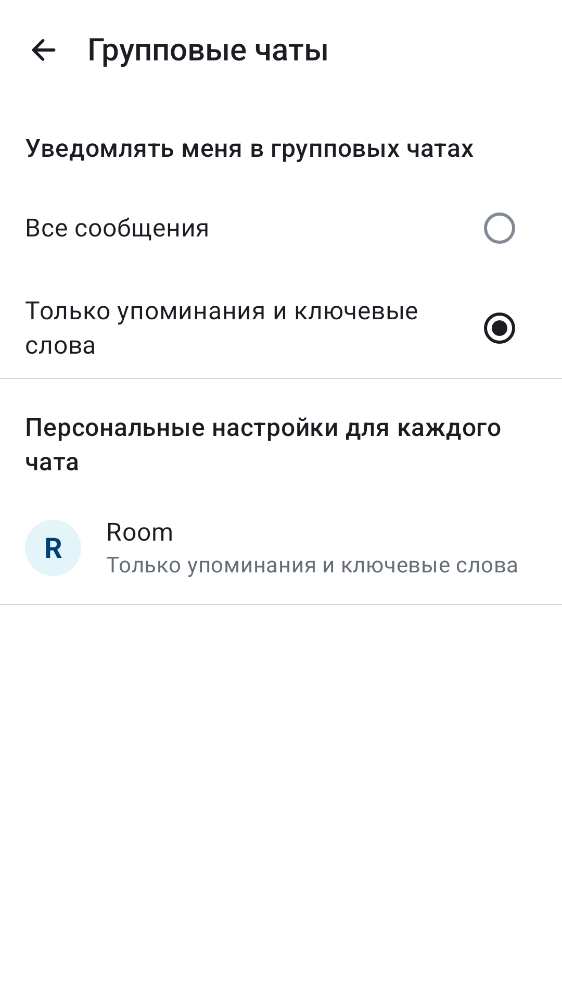 Групповые чаты
Уведомлять меня в групповых чатах
Все сообщения
Только упоминания и ключевые
слова
Персональные настройки для каждого
чата
R
Room
Только упоминания и ключевые слова